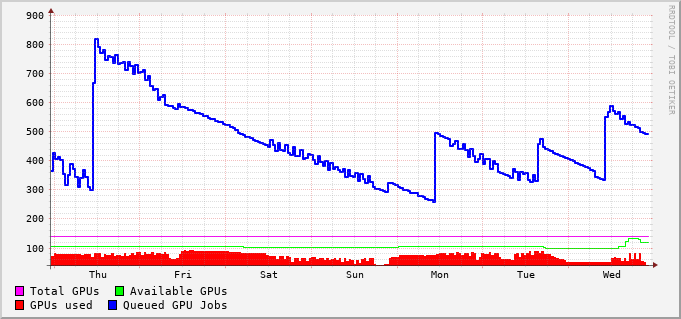 900
800
700
600
500
400
300
200
100
Thu Fri Sat Sun Mon Tue Wed
Total GPUs Available GPUs
GPUs used Queued GPU Jobs
RRDTOOL / TOBI OETIKER